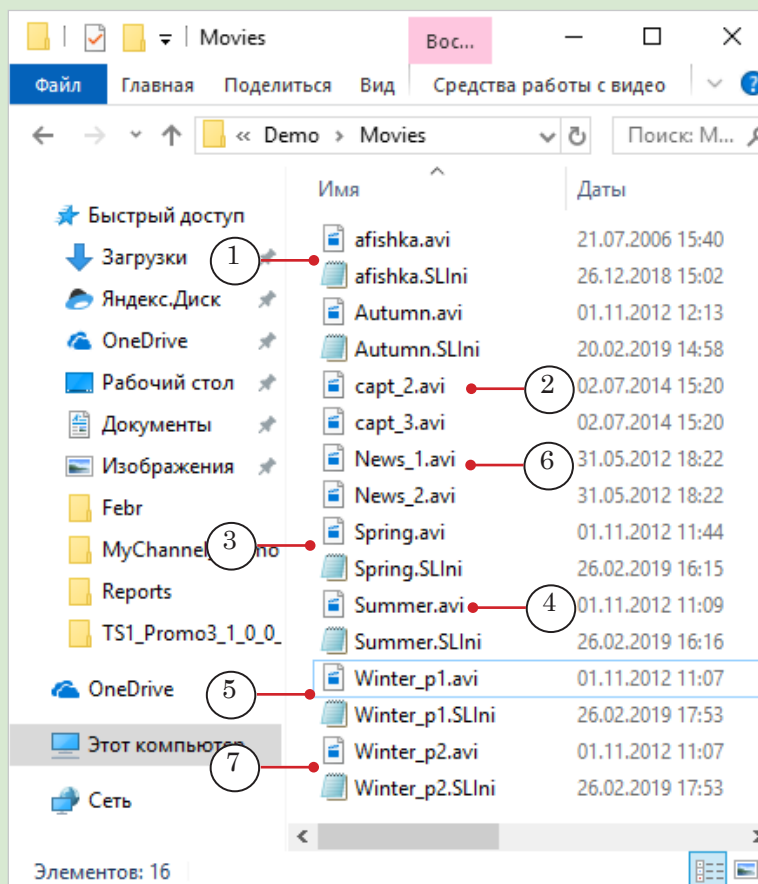 Movies
Вос...
Файл Главная Поделиться Вид Средства работы с видео
« Demo › Movies Поиск: М...
Имя Даты
Быстрый доступ
Загрузки
Яндекс.Диск
OneDrive
Рабочий стол
Документы
Изображения
Febr
Reports
TS1_Promo3_1_0_0_
OneDrive
Этот компьютер
Сеть
afishka.avi 21.07.2006 15:40
afishka.SLIni 26.12.2018 15:02
Autumn.avi 01.11.2012 12:13
Autumn.SLIni 20.02.2019 14:58
capt_2.avi 02.07.2014 15:20
capt_3.avi 02.07.2014 15:20
News_1.avi 31.05.2012 18:22
News_2.avi 31.05.2012 18:22
Spring.avi 01.11.2012 11:44
Spring.SLIni 26.02.2019 16:15
Summer.avi 01.11.2012 11:09
Summer.SLIni 26.02.2019 16:16
Winter_p1.avi 01.11.2012 11:07
Winter_p1.SLIni 26.02.2019 17:53
Winter_p2.avi 01.11.2012 11:07
Winter_p2.SLIni 26.02.2019 17:53
1
2
6
3
4
5
7
Элементов: 16